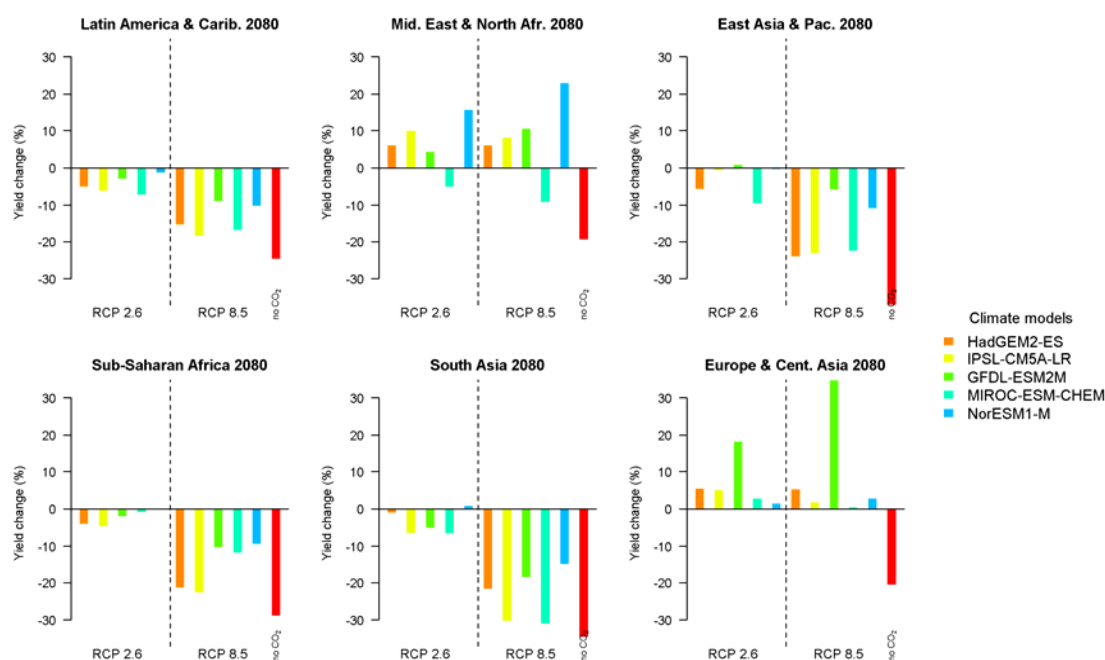 Latin America & Carib. 2080
Yield change (%)
30
20
10
0
-10
-20
-30
RCP 2.6
RCP 8.5
no CO₂
Mid. East & North Afr. 2080
Yield change (%)
30
20
10
0
-10
-20
-30
RCP 2.6
RCP 8.5
no CO₂
East Asia & Pac. 2080
Yield change (%)
30
20
10
0
-10
-20
-30
RCP 2.6
RCP 8.5
no CO₂
Sub-Saharan Africa 2080
Yield change (%)
30
20
10
0
-10
-20
-30
RCP 2.6
RCP 8.5
no CO₂
South Asia 2080
Yield change (%)
30
20
10
0
-10
-20
-30
RCP 2.6
RCP 8.5
no CO₂
Europe & Cent. Asia 2080
Yield change (%)
30
20
10
0
-10
-20
-30
RCP 2.6
RCP 8.5
no CO₂
Climate models
HadGEM2-ES
IPSL-CM5A-LR
GFDL-ESM2M
MIROC-ESM-CHEM
NorESM1-M